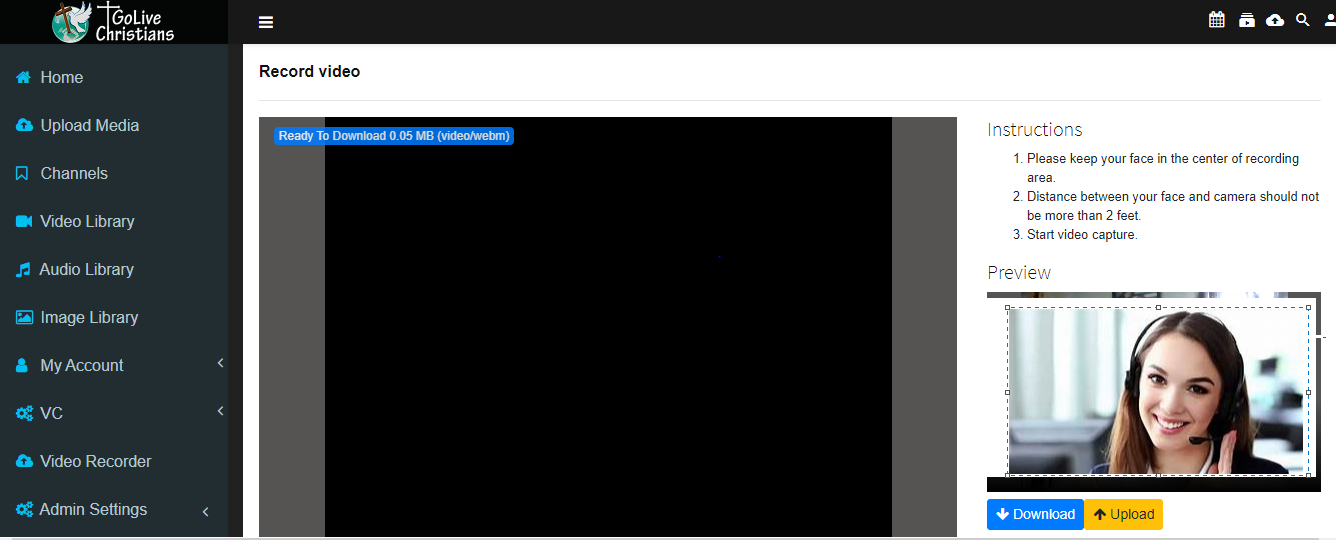 GoLive
Christians
Home
Upload Media
Channels
Video Library
Audio Library
Image Library
My Account
VC
Video Recorder
Admin Settings
Record video
Ready To Download 0.05 MB (video/webm)
Instructions
1. Please keep your face in the center of recording
area.
2. Distance between your face and camera should not
be more than 2 feet.
3. Start video capture.
Preview
Download
Upload